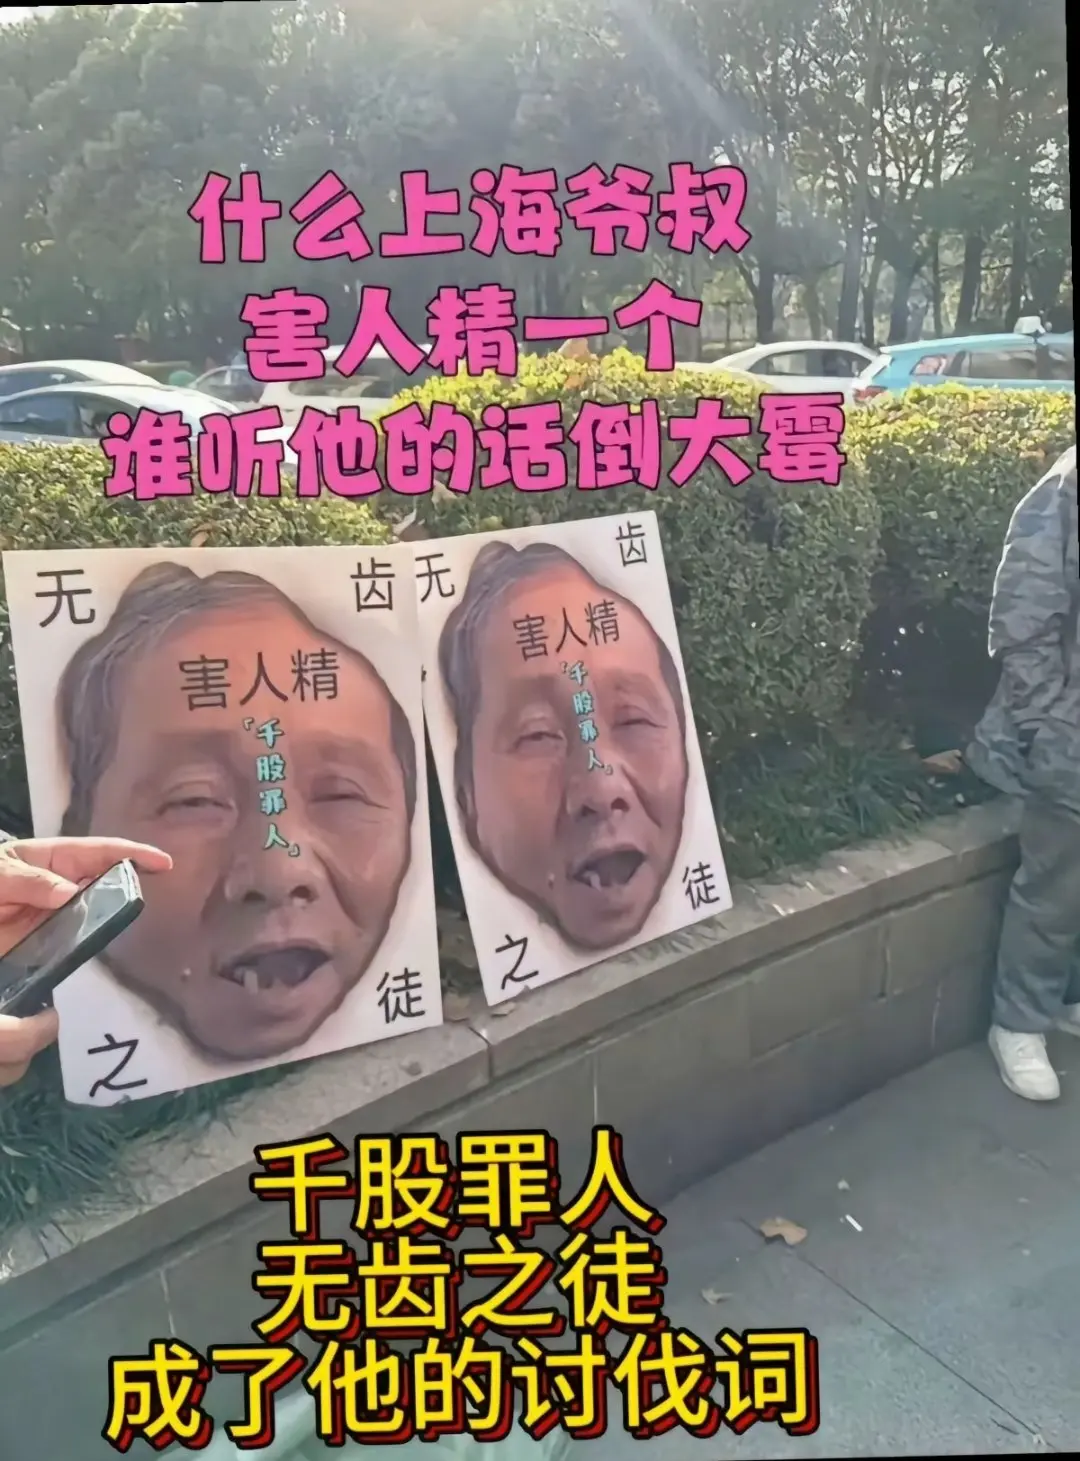 什么上海爷叔
害人精一个
谁听他的话倒大霉
无 齿
害人精
「千股罪人」
之 徒
无 齿
害人精
「千股罪人」
之 徒
千股罪人
无齿之徒
成了他的讨伐词